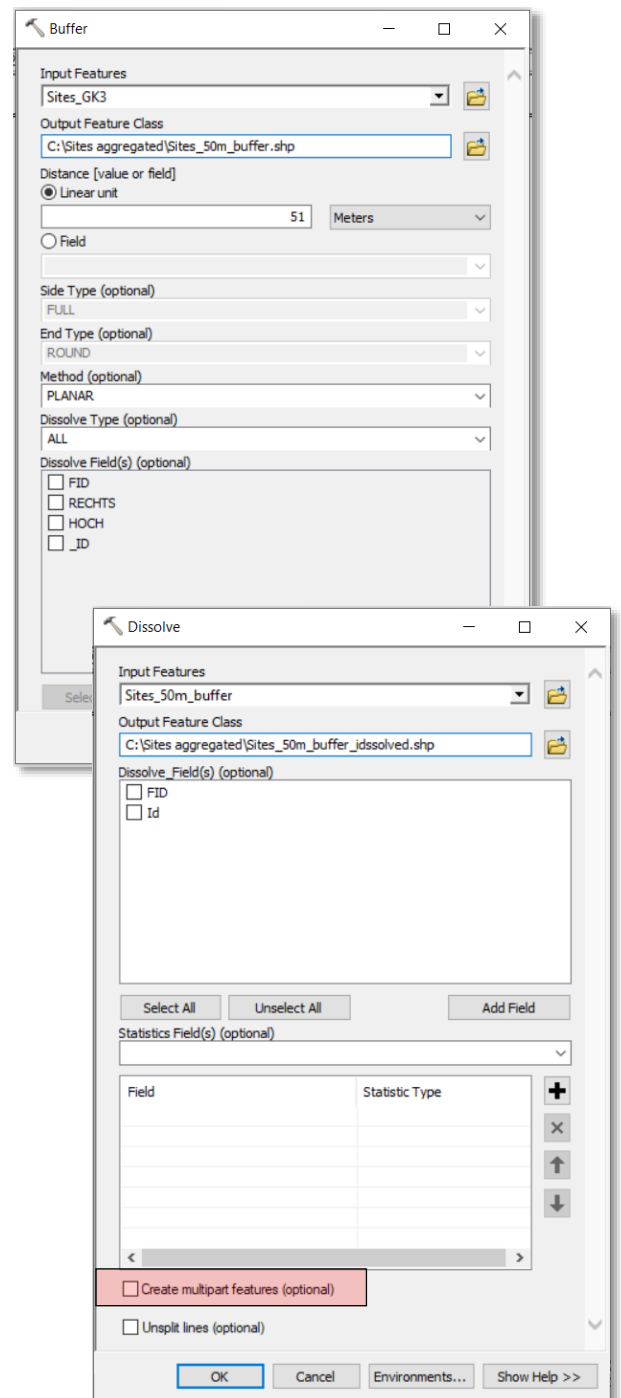 Buffer
Input Features
Sites_GK3
Output Feature Class
C:\Sites aggregated\Sites_50m_buffer.shp
Distance [value or field]
Linear unit
51 Meters
Field
Side Type (optional)
FULL
End Type (optional)
ROUND
Method (optional)
PLANAR
Dissolve Type (optional)
ALL
Dissolve Field(s) (optional)
FID
RECHTS
HOCH
_ID
Selec
Dissolve
Input Features
Sites_50m_buffer
Output Feature Class
C:\Sites aggregated\Sites_50m_buffer_idssolved.shp
Dissolve_Field(s) (optional)
FID
Id
Select All Unselect All Add Field
Statistics Field(s) (optional)
Field Statistic Type
Create multipart features (optional)
Unsplit lines (optional)
OK Cancel Environments... Show Help >>